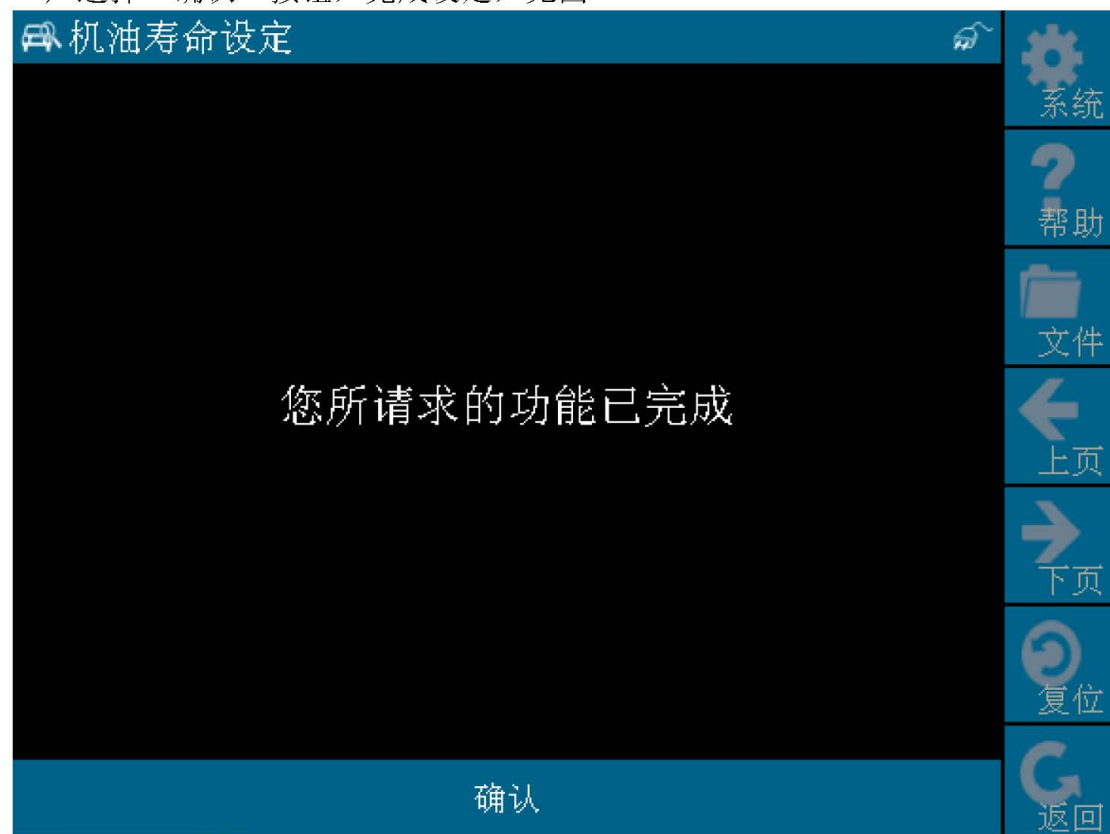 机油寿命设定
系统
帮助
文件
您所请求的功能已完成
上页
下页
复位
确认
返回